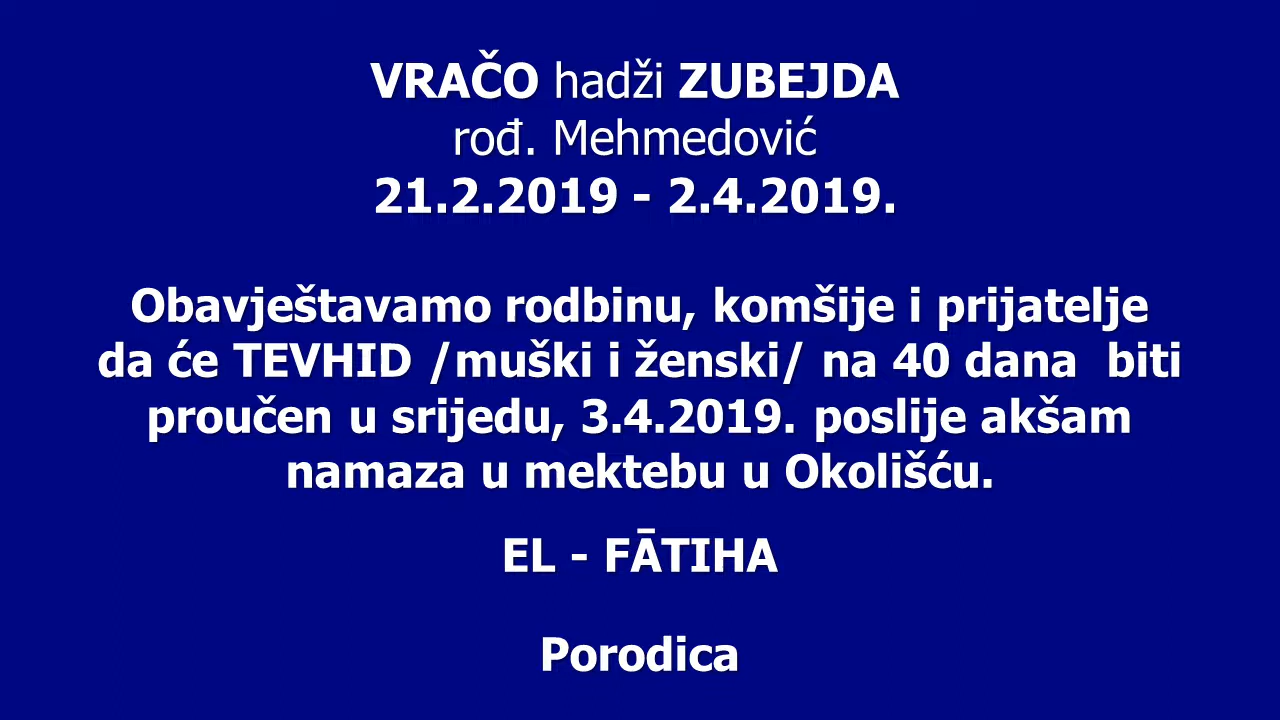 VRAČO hadži ZUBEJDA
rođ. Mehmedović
21.2.2019 - 2.4.2019.
Obavještavamo rodbinu, komšije i prijatelje
da će TEVHID /muški i ženski/ na 40 dana biti
proučen u srijedu, 3.4.2019. poslije akšam
namaza u mektebu u Okolišću.
EL - FĀTIHA
Porodica